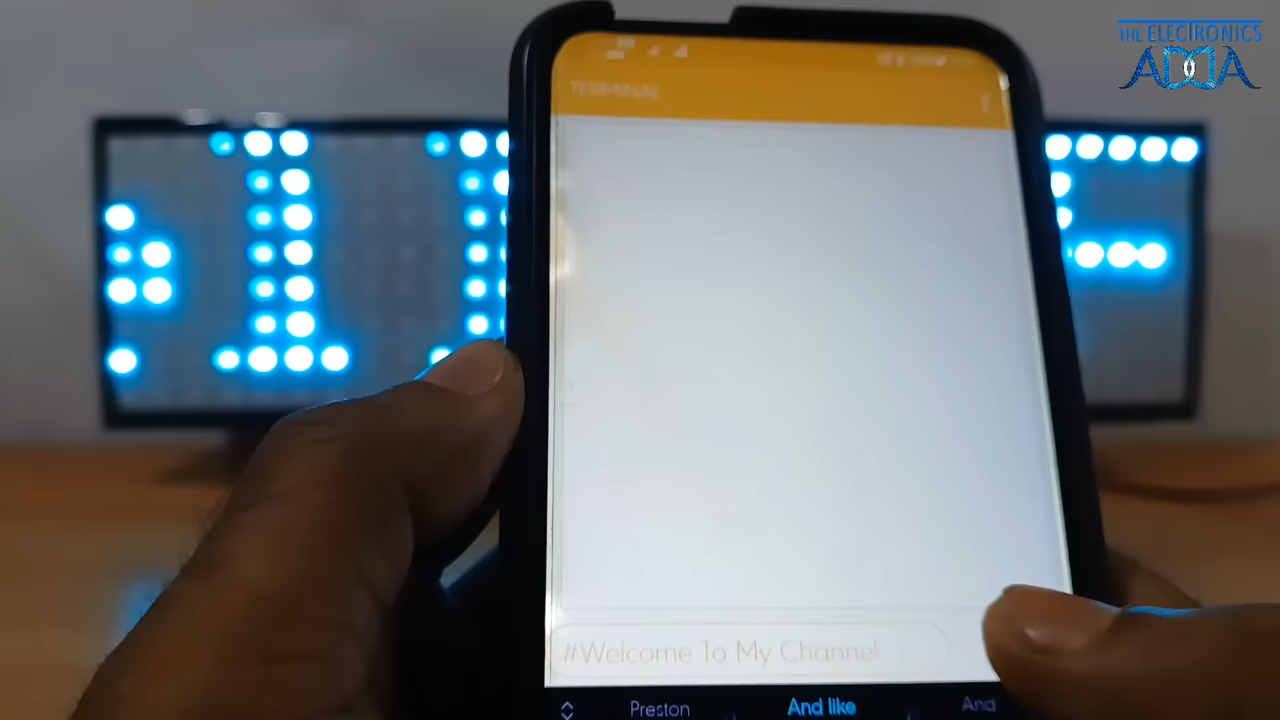 THE ELECTRONICS
ADDA
TERMINAL
#Welcome To My Channel
Preston
And like
And